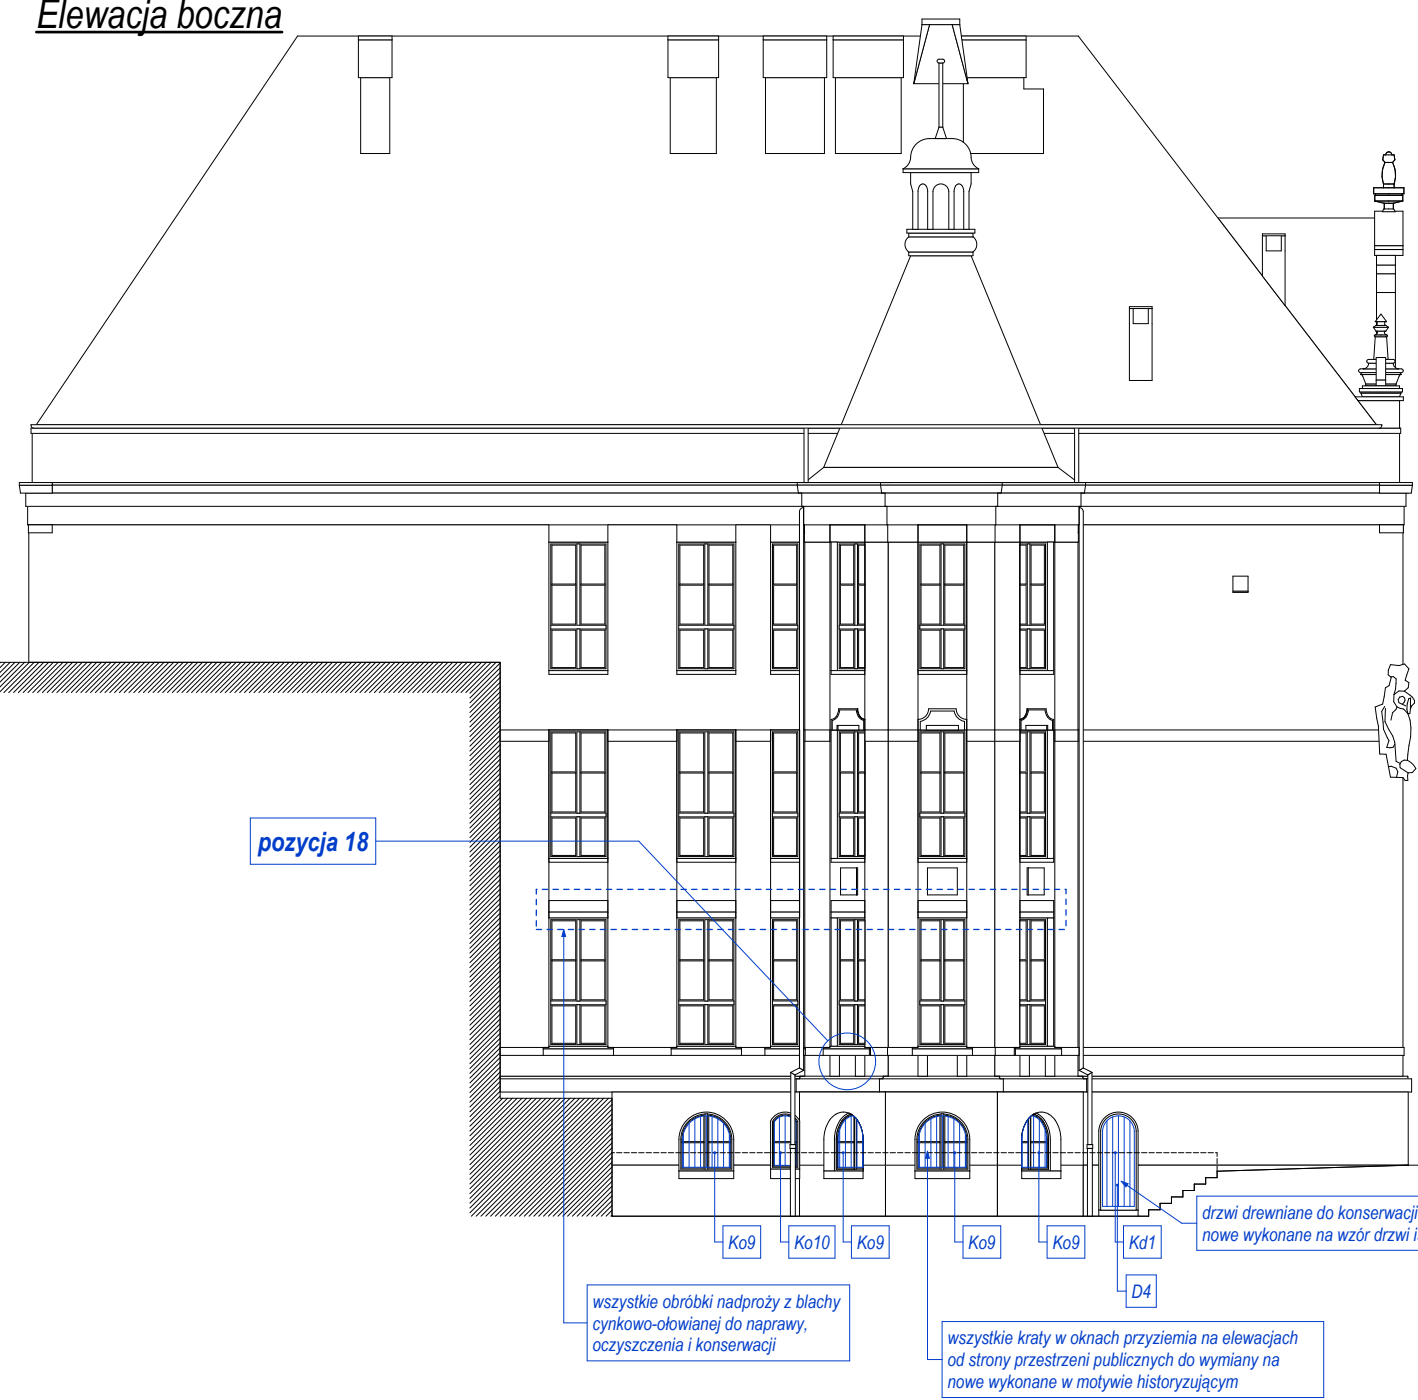 Elewacja boczna
pozycja 18
Ko9
Ko10
Ko9
Ko9
Ko9
Kd1
D4
drzwi drewniane do konserwacji
nowe wykonane na wzór drzwi
wszystkie obróbki nadproży z blachy
cynkowo-ołowianej do naprawy,
oczyszczenia i konserwacji
wszystkie kraty w oknach przyziemia na elewacjach
od strony przestrzeni publicznych do wymiany na
nowe wykonane w motywie historyzującym